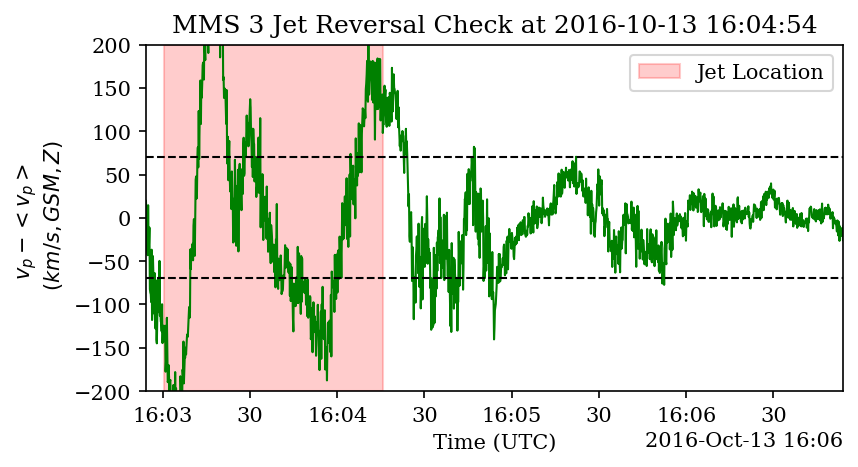 MMS 3 Jet Reversal Check at 2016-10-13 16:04:54
Jet Location
200
150
100
50
0
−50
−100
−150
−200
v_p − <v_p>
(km/s, GSM, Z)
16:03 30 16:04 30 16:05 30 16:06 30
Time (UTC)
2016-Oct-13 16:06